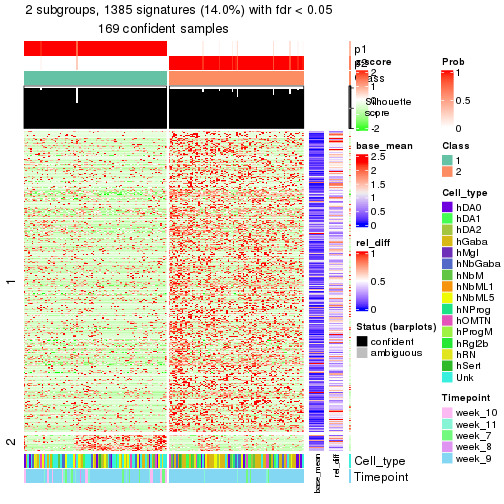 2 subgroups, 1385 signatures (14.0%) with fdr < 0.05
169 confident samples
p1
p2
Class
Silhouette
score
1
2
Cell_type
Timepoint
base_mean
rel_diff
z-score
2
1
0
-1
-2
base_mean
2.5
2
1.5
1
0.5
0
rel_diff
1
0.5
0
Status (barplots)
confident
ambiguous
Prob
1
0.5
0
Class
1
2
Cell_type
hDA0
hDA1
hDA2
hGaba
hMgl
hNbGaba
hNbM
hNbML1
hNbML5
hNProg
hOMTN
hProgM
hRgl2b
hRN
hSert
Unk
Timepoint
week_10
week_11
week_7
week_8
week_9